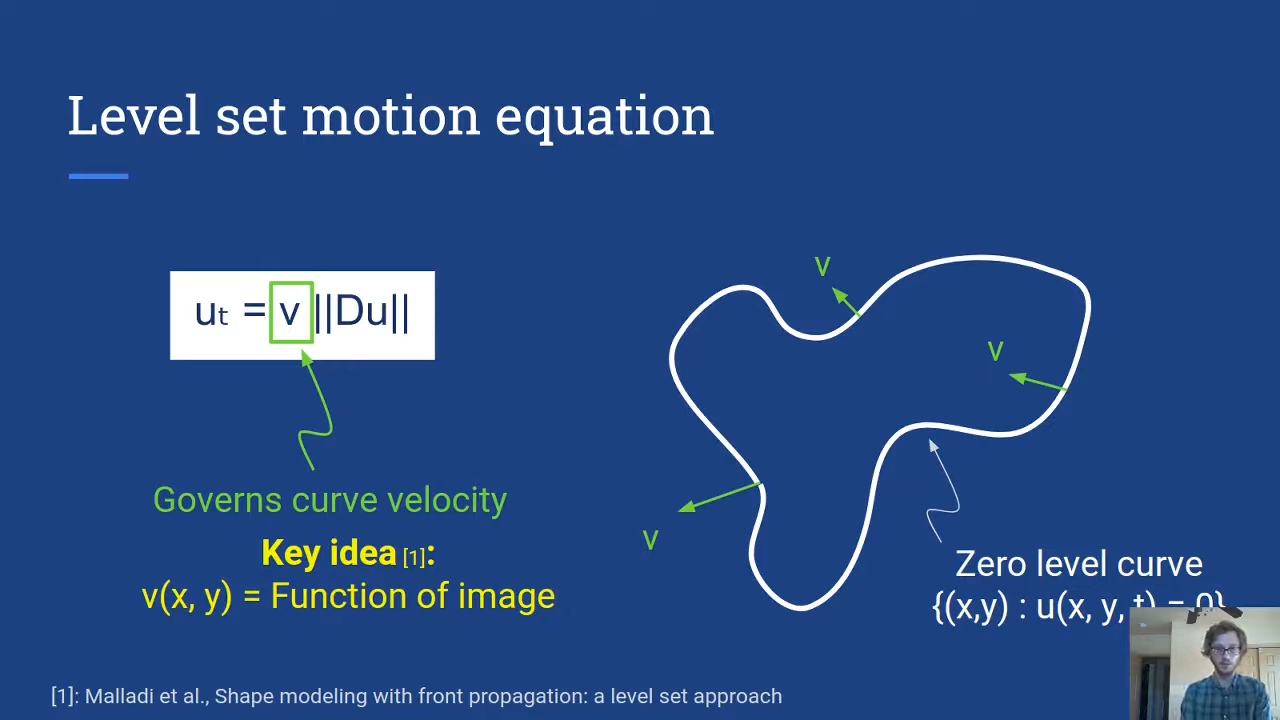 Level set motion equation
ut = v ||Du||
v
v
v
Governs curve velocity
Key idea [1]:
v(x, y) = Function of image
Zero level curve
{(x,y) : u(x, y, t) = 0}
[1]: Malladi et al., Shape modeling with front propagation: a level set approach